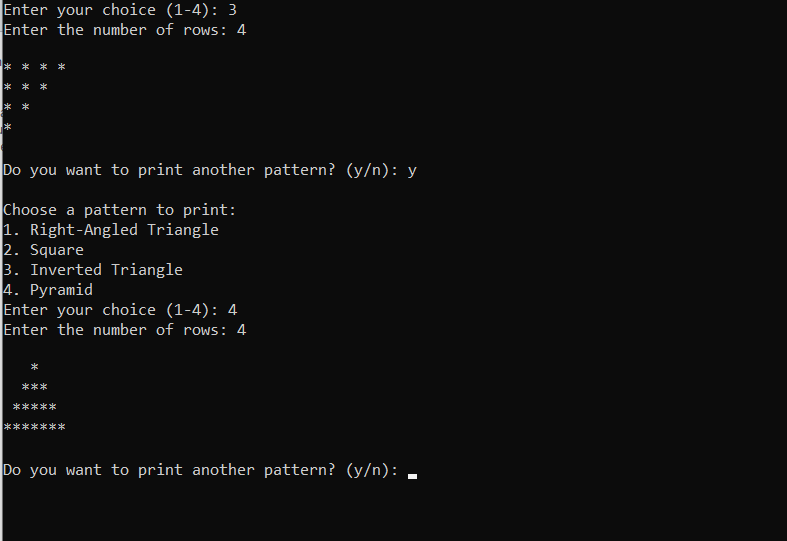 Enter your choice (1-4): 3
Enter the number of rows: 4

* * * *
* * *
* *
*

Do you want to print another pattern? (y/n): y

Choose a pattern to print:
1. Right-Angled Triangle
2. Square
3. Inverted Triangle
4. Pyramid
Enter your choice (1-4): 4
Enter the number of rows: 4

   *
  ***
 *****
*******

Do you want to print another pattern? (y/n):